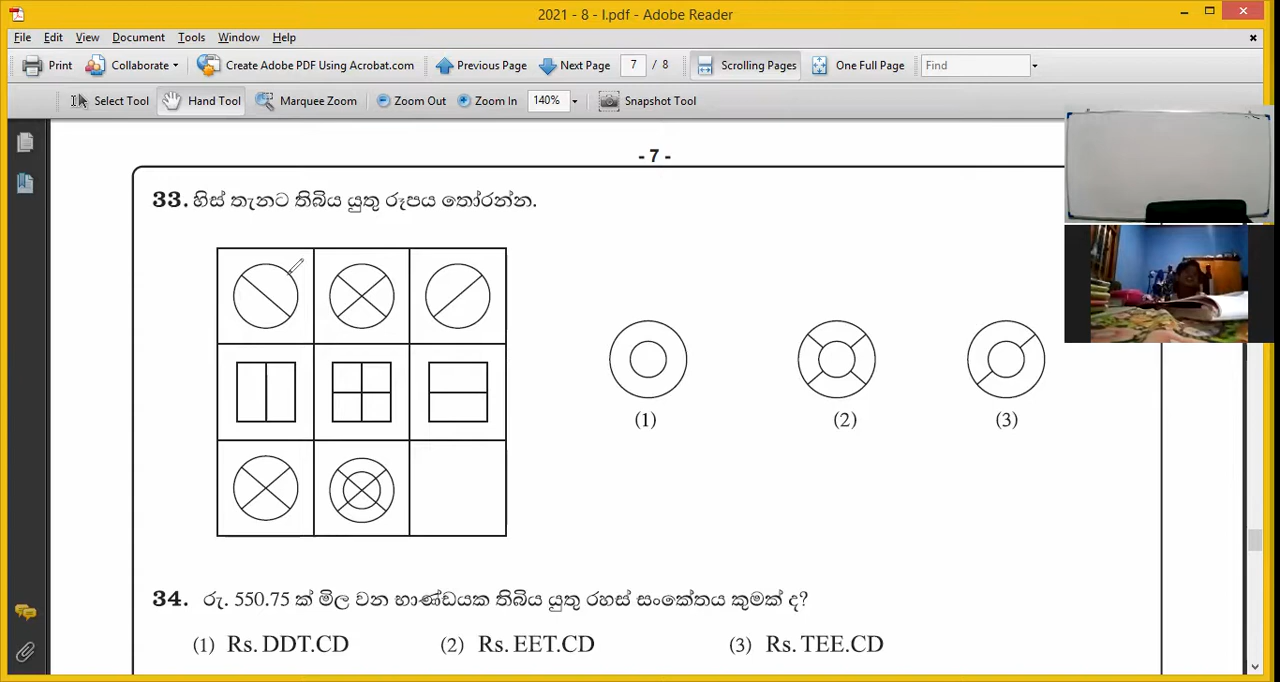 2021 - 8 - I.pdf - Adobe Reader
File Edit View Document Tools Window Help
Print Collaborate Create Adobe PDF Using Acrobat.com Previous Page Next Page 7 / 8 Scrolling Pages One Full Page Find
Select Tool Hand Tool Marquee Zoom Zoom Out Zoom In 140% Snapshot Tool
- 7 -
33. හිස් තැනට තිබිය යුතු රූපය තෝරන්න.
(1) (2) (3)
34. රු. 550.75 ක් මිල වන භාණ්ඩයක තිබිය යුතු රහස් සංකේතය කුමක් ද?
(1) Rs. DDT.CD (2) Rs. EET.CD (3) Rs. TEE.CD